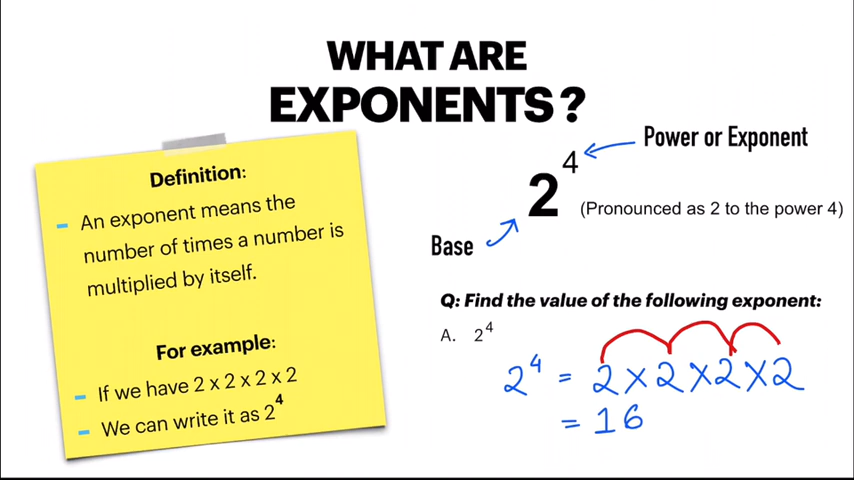 WHAT ARE
EXPONENTS?
Definition:
- An exponent means the
number of times a number is
multiplied by itself.
For example:
- If we have 2 x 2 x 2 x 2
- We can write it as 2⁴
Power or Exponent
2⁴
(Pronounced as 2 to the power 4)
Base
Q: Find the value of the following exponent:
A. 2⁴
2⁴ = 2 × 2 × 2 × 2
= 16